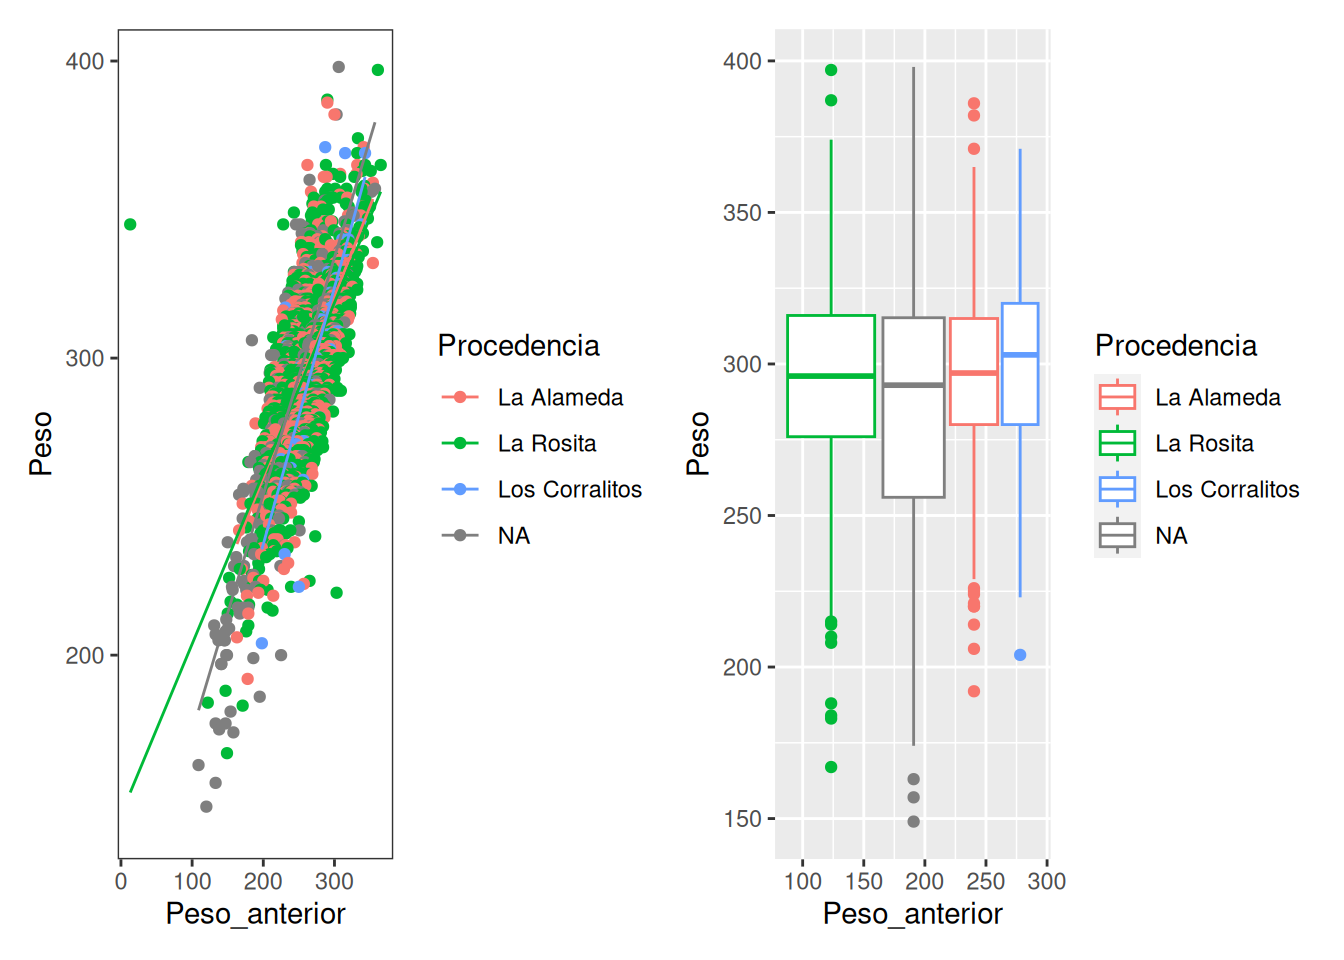 400
300
200
Peso
0 100 200 300
Peso_anterior
Procedencia
La Alameda
La Rosita
Los Corralitos
NA
400
350
300
250
200
150
Peso
100 150 200 250 300
Peso_anterior
Procedencia
La Alameda
La Rosita
Los Corralitos
NA